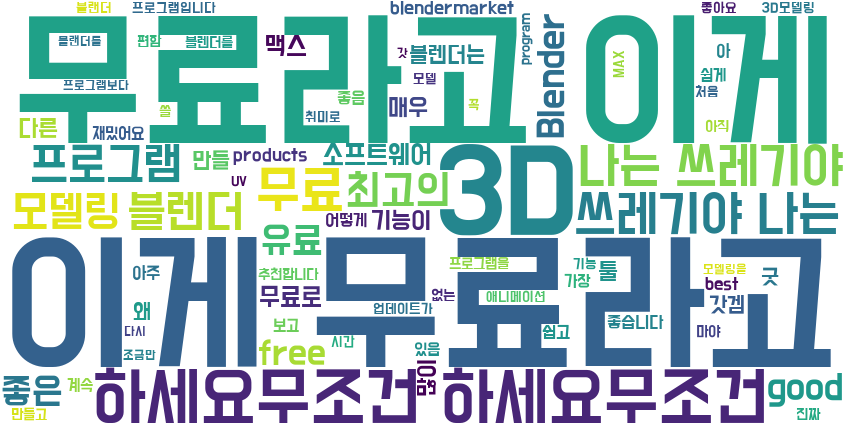 블랜더 프로그램입니다 blendermarket 좋아요 3D모델링
무료라고 이게
블렌더를 편함 블렌더를 맥스 갓 블렌더는 program Blender MAX 아 쉽게
프로그램보다 쓸 좋음 모델 매우 꼭 처음
다른 재밌어요 취미로 아직
프로그램 만들 products 소프트웨어 3D 나는 쓰레기야
UV 무료 최고의
모델링 블렌더 어떻게 기능이 쓰레기야 나는
유료
이게 무료라고
아주 추천합니다 프로그램을 기능 툴 모델링을
가장 best 굿
왜 무료로 없는 애니메이션 갓겜
다시 보고 업데이트가 쉽고 좋습니다 마야
조금만 free 시간 있음
좋은 계속 하세요무조건 많이 하세요무조건 good
만들고 진짜